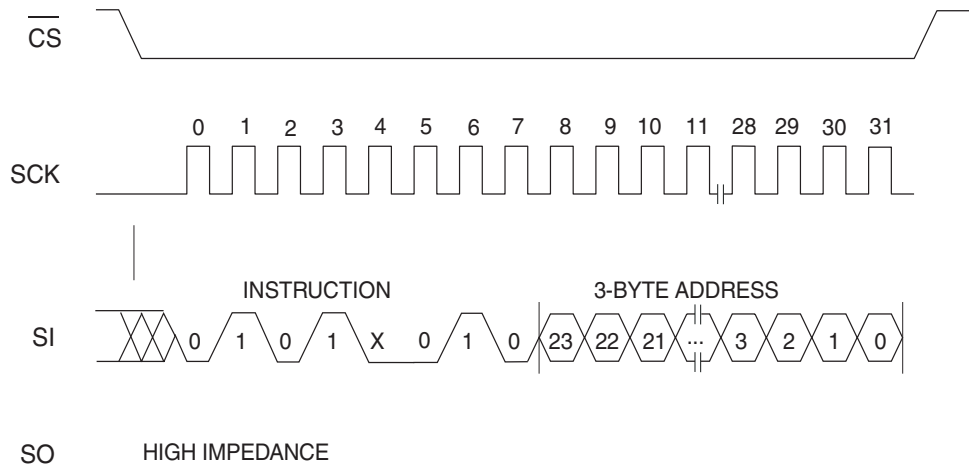 CS
0 1 2 3 4 5 6 7 8 9 10 11 28 29 30 31
SCK
INSTRUCTION 3-BYTE ADDRESS
SI 0 1 0 1 X 0 1 0 23 22 21 ... 3 2 1 0
SO HIGH IMPEDANCE